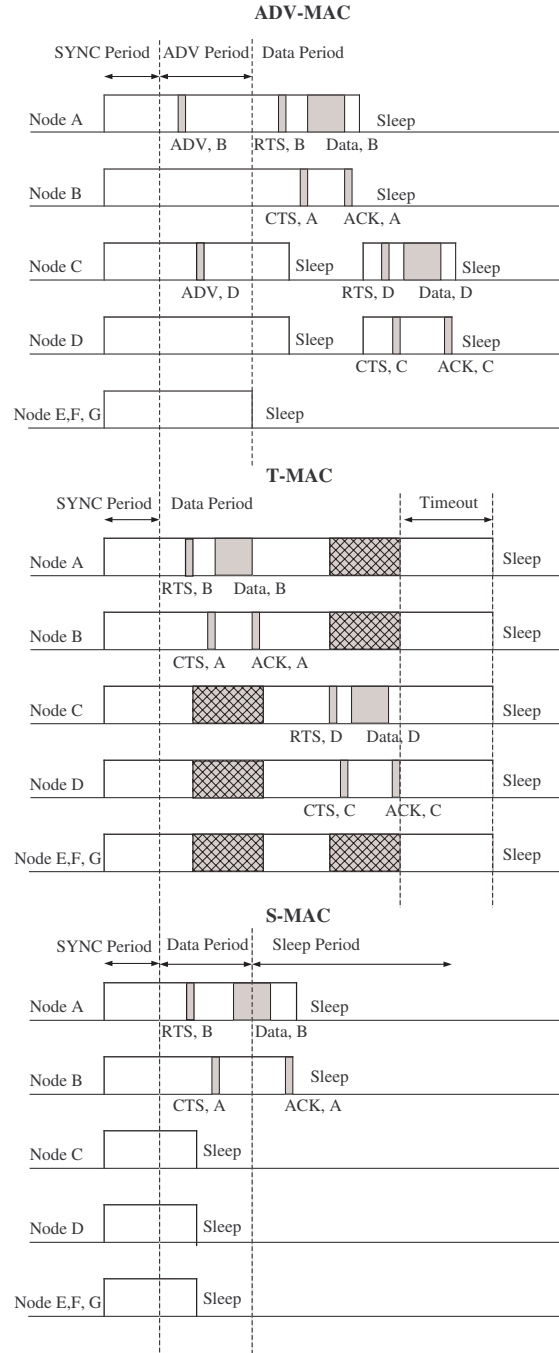 ADV-MAC
SYNC Period ADV Period Data Period
Node A Sleep
ADV, B RTS, B Data, B
Node B Sleep
CTS, A ACK, A
Node C Sleep Sleep
ADV, D RTS, D Data, D
Node D Sleep Sleep
CTS, C ACK, C
Node E,F, G Sleep
T-MAC
SYNC Period Data Period Timeout
Node A Sleep
RTS, B Data, B
Node B Sleep
CTS, A ACK, A
Node C Sleep
RTS, D Data, D
Node D Sleep
CTS, C ACK, C
Node E,F, G Sleep
S-MAC
SYNC Period Data Period Sleep Period
Node A Sleep
RTS, B Data, B
Node B Sleep
CTS, A ACK, A
Node C Sleep
Node D Sleep
Node E,F, G Sleep